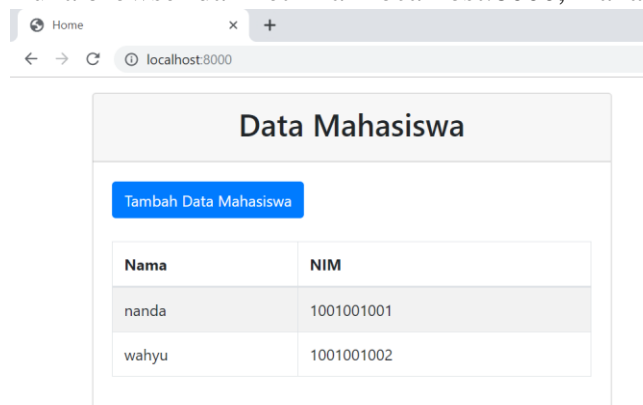 Home
localhost:8000
Data Mahasiswa
Tambah Data Mahasiswa
Nama NIM
nanda 1001001001
wahyu 1001001002